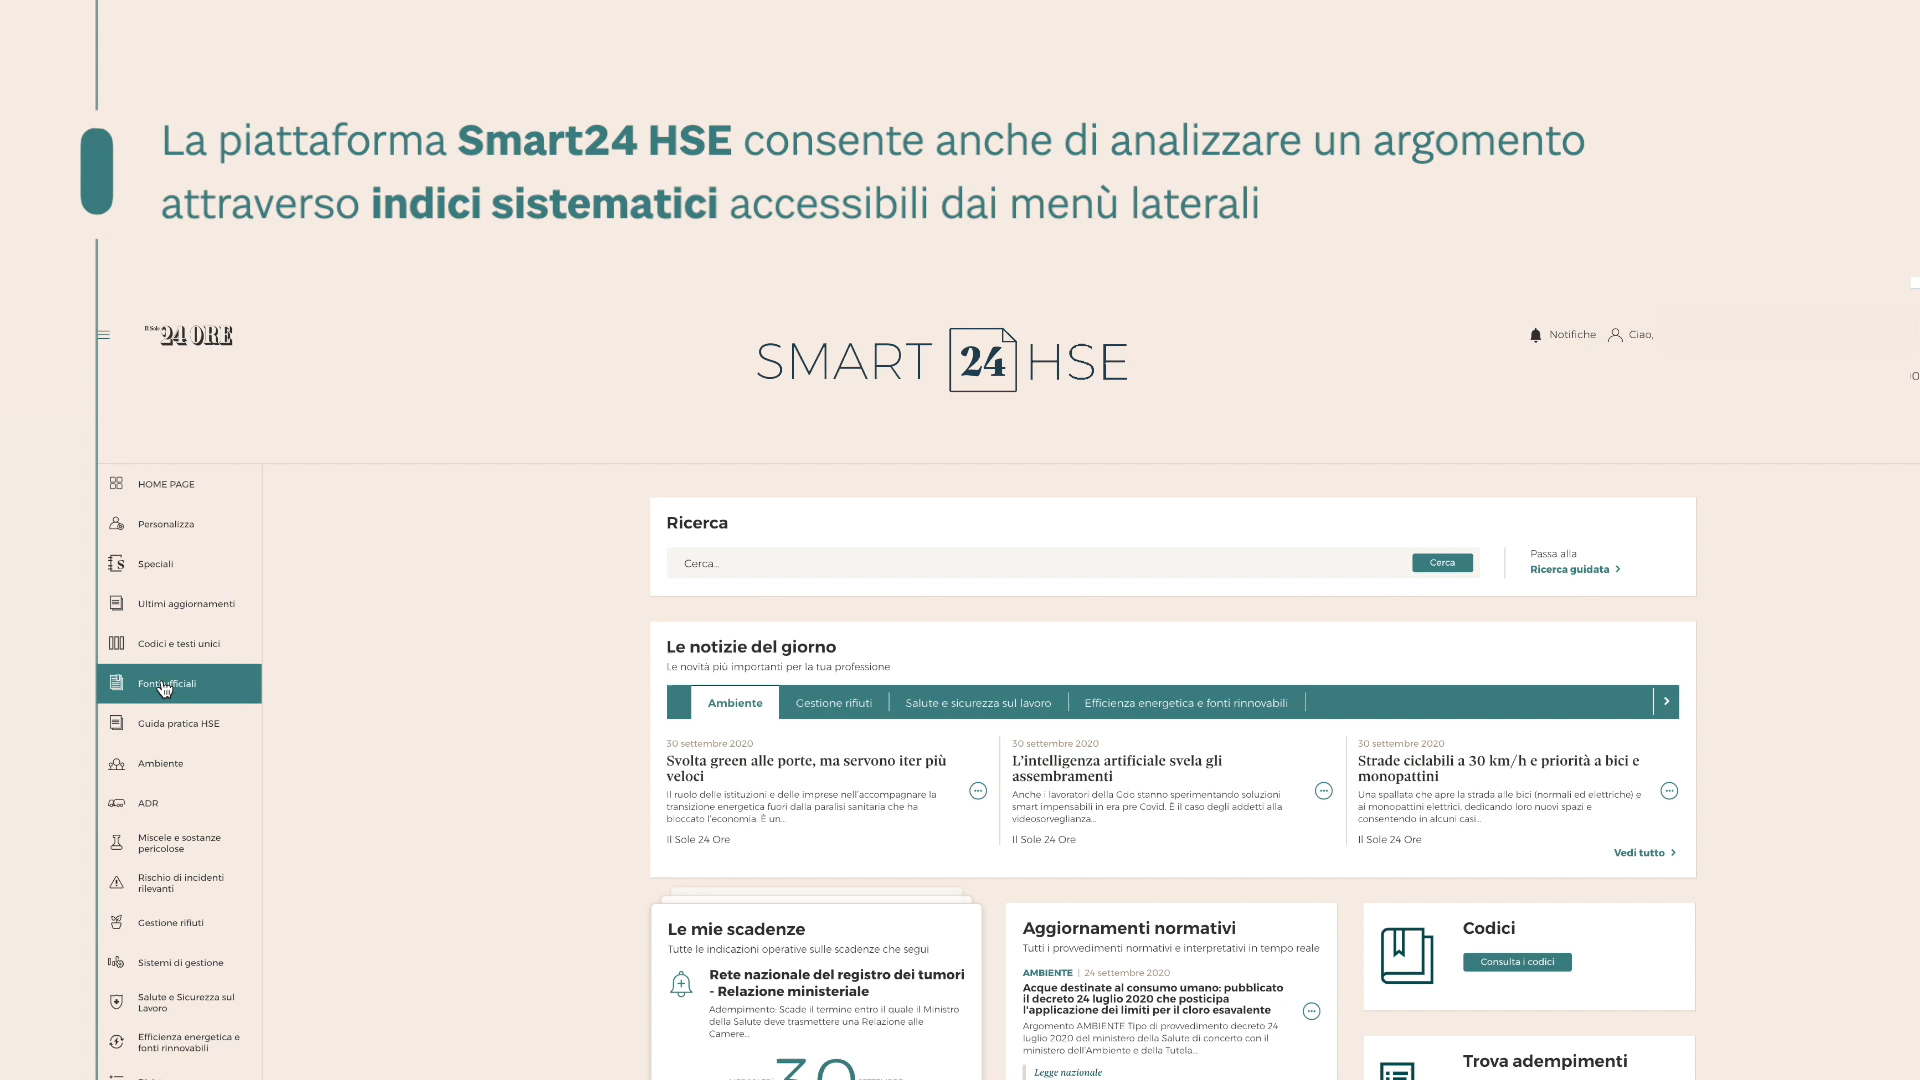 La piattaforma Smart24 HSE consente anche di analizzare un argomento
attraverso indici sistematici accessibili dai menù laterali
Il Sole 24 ORE
SMART 24 HSE
Notifiche
Ciao,
HOME PAGE
Personalizza
Speciali
Ultimi aggiornamenti
Codici e testi unici
Fonti ufficiali
Guida pratica HSE
Ambiente
ADR
Miscele e sostanze
pericolose
Rischio di incidenti
rilevanti
Gestione rifiuti
Sistemi di gestione
Salute e Sicurezza sul
Lavoro
Efficienza energetica e
fonti rinnovabili
Ricerca
Cerca...
Cerca
Passa alla
Ricerca guidata
Le notizie del giorno
Le novità più importanti per la tua professione
Ambiente
Gestione rifiuti
Salute e sicurezza sul lavoro
Efficienza energetica e fonti rinnovabili
30 settembre 2020
Svolta green alle porte, ma servono iter più
veloci
Il ruolo delle istituzioni e delle imprese nell'accompagnare la
transizione energetica fuori dalla paralisi sanitaria che ha
bloccato l'economia. È un...
Il Sole 24 Ore
30 settembre 2020
L'intelligenza artificiale svela gli
assembramenti
Anche i lavoratori della Gdo stanno sperimentando soluzioni
smart impensabili in era pre Covid. È il caso degli addetti alla
videosorveglianza...
Il Sole 24 Ore
30 settembre 2020
Strade ciclabili a 30 km/h e priorità a bici e
monopattini
Una spallata che apre la strada alle bici (normali ed elettriche) e
ai monopattini elettrici, dedicando loro nuovi spazi e
consentendo in alcuni casi...
Il Sole 24 Ore
Vedi tutto
Le mie scadenze
Tutte le indicazioni operative sulle scadenze che segui
Rete nazionale del registro dei tumori
- Relazione ministeriale
Adempimento: Scade il termine entro il quale il Ministro
della Salute deve trasmettere una Relazione alle
Camere...
30
Aggiornamenti normativi
Tutti i provvedimenti normativi e interpretativi in tempo reale
AMBIENTE | 24 settembre 2020
Acque destinate al consumo umano: pubblicato
il decreto 24 luglio 2020 che posticipa
l'applicazione dei limiti per il cloro esavalente
Argomento AMBIENTE Tipo di provvedimento decreto 24
luglio 2020 del ministero della Salute di concerto con il
ministero dell'Ambiente e della Tutela...
Legge nazionale
Codici
Consulta i codici
Trova adempimenti